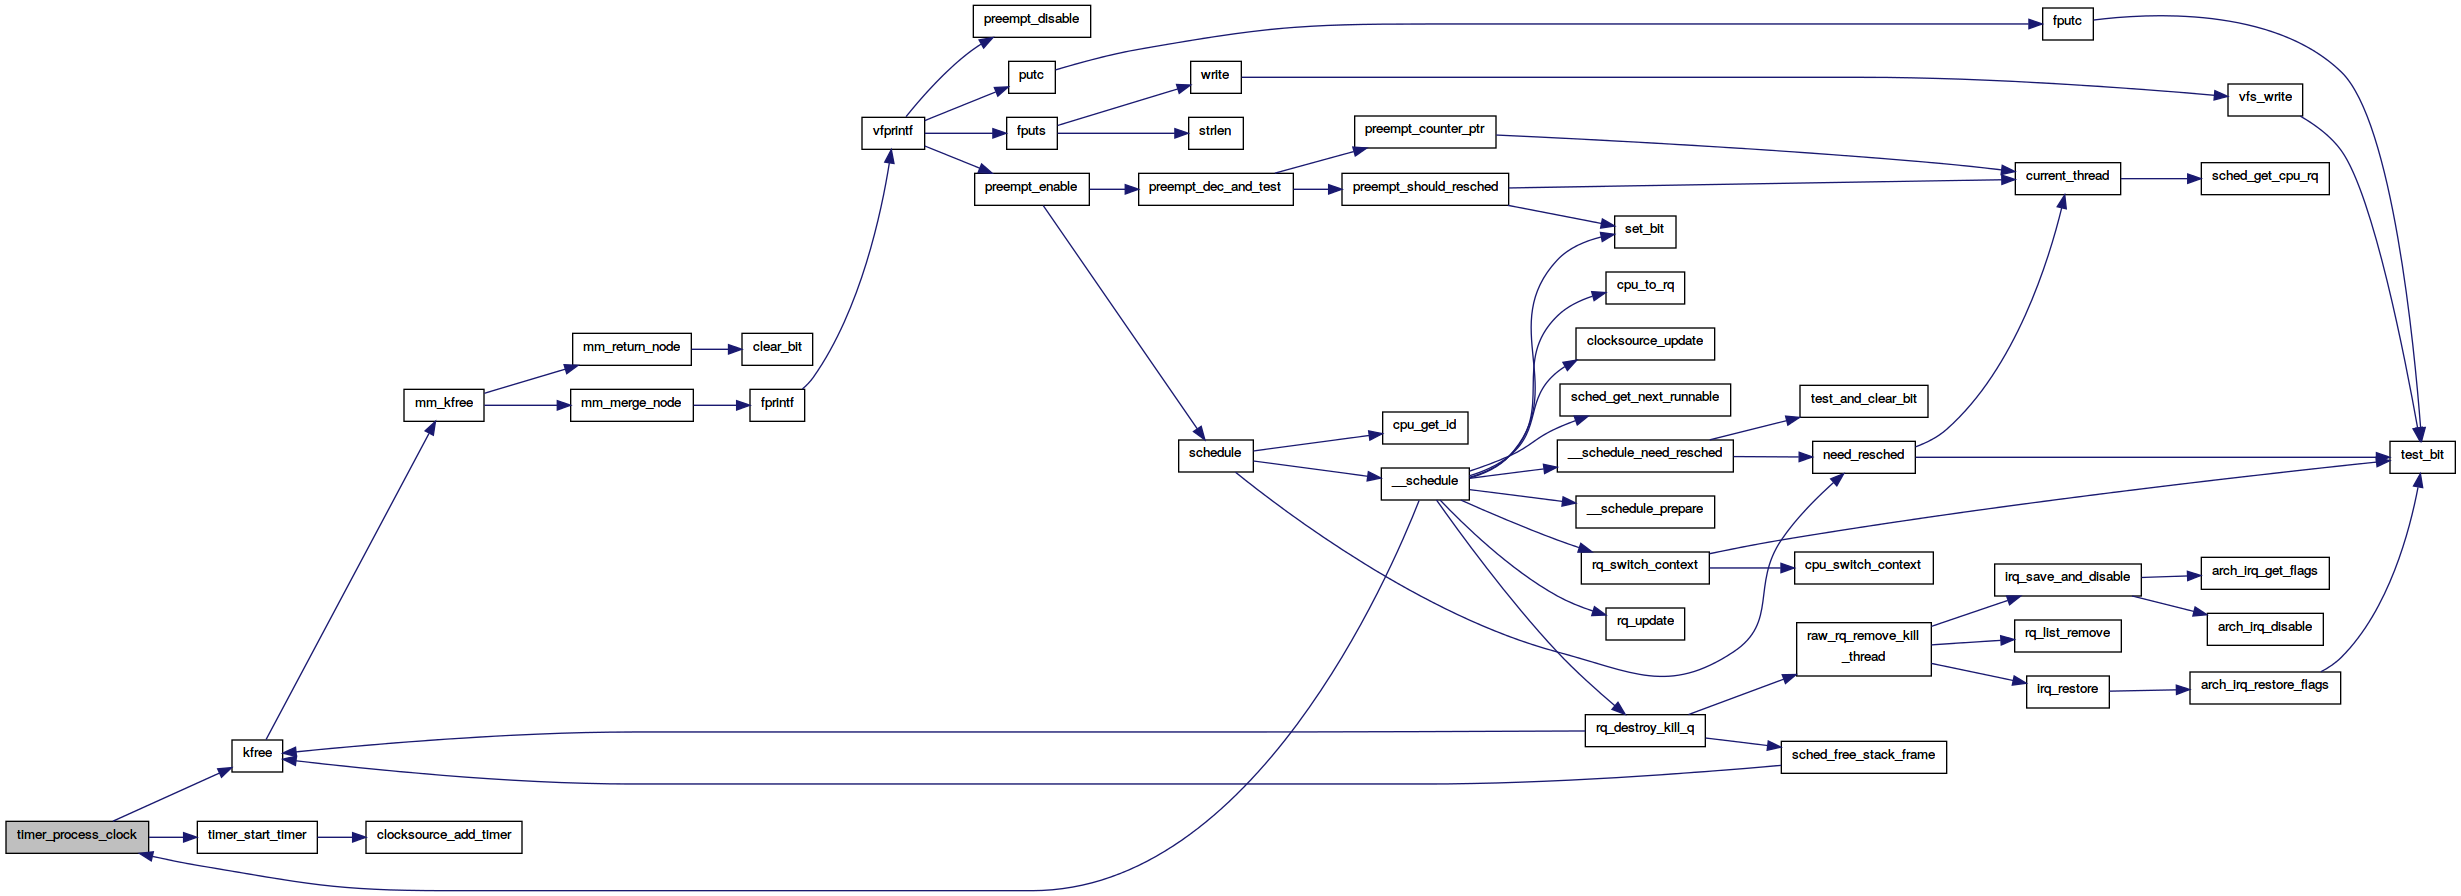 preempt_disable
fputc
putc
write
vfs_write
vfprintf
fputs
strlen
preempt_counter_ptr
preempt_enable
preempt_dec_and_test
preempt_should_resched
current_thread
sched_get_cpu_rq
set_bit
cpu_to_rq
mm_return_node
clear_bit
clocksource_update
mm_kfree
mm_merge_node
fprintf
sched_get_next_runnable
test_and_clear_bit
cpu_get_id
schedule
__schedule_need_resched
need_resched
test_bit
__schedule
__schedule_prepare
rq_switch_context
cpu_switch_context
irq_save_and_disable
arch_irq_get_flags
rq_update
raw_rq_remove_kill
_thread
rq_list_remove
arch_irq_disable
irq_restore
arch_irq_restore_flags
kfree
rq_destroy_kill_q
sched_free_stack_frame
timer_process_clock
timer_start_timer
clocksource_add_timer